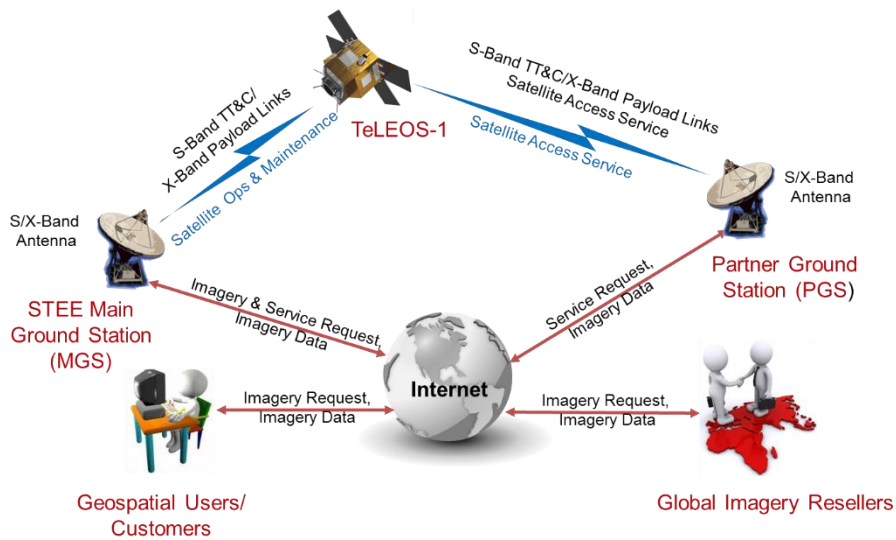 S-Band TT&C/
X-Band Payload Links
Satellite Ops & Maintenance
TeLEOS-1
S-Band TT&C/X-Band Payload Links
Satellite Access Service
Satellite Access Service
S/X-Band
Antenna
S/X-Band
Antenna
STEE Main
Ground Station
(MGS)
Partner Ground
Station (PGS)
Imagery & Service Request,
Imagery Data
Service Request,
Imagery Data
Internet
Imagery Request,
Imagery Data
Imagery Request,
Imagery Data
Geospatial Users/
Customers
Global Imagery Resellers